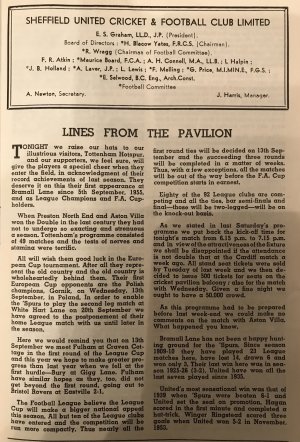 SHEFFIELD UNITED CRICKET & FOOTBALL CLUB LIMITED
E. S. Graham, LL.D., J.P. (President).
Board of Directors: *H. Blacow Yates, F.R.C.S. (Chairman).
*R. Wragg (Chairman of Football Committee).
F. R. Atkin; *Maurice Board, F.C.A.; A. H. Connell, M.A., LL.B.; I. Halpin;
*J. B. Holland; *A. Laver, J.P.; L. Lewis; *F. Melling; *G. Price, M.I.MIN.E., F.G.S.;
*E. Selwood, B.C. Eng., Arch.Const.
*Football Committee
A. Newton, Secretary.
J. Harris, Manager.
LINES FROM THE PAVILION
TONIGHT we raise our hats to our
illustrious visitors, Tottenham Hotspur,
and our supporters, we feel sure, will
give the players a special cheer when they
enter the field, in acknowledgment of their
record achievements of last season. They
deserve it on this their first appearance at
Bramall Lane since 5th September, 1955,
and as League Champions and F.A. Cup-
holders.
When Preston North End and Aston Villa
won the Double in the last century they had
not to undergo so exacting and strenuous
a season. Tottenham's programme consisted
of 49 matches and the tests of nerves and
stamina were terrific.
All will wish them good luck in the Euro-
pean Cup tournament. After all they repre-
sent the old country and the old country is
wholeheartedly behind them. Their first
European Cup opponents are the Polish
champions, Gornik, on Wednesday, 13th
September, in Poland. In order to enable
the 'Spurs to play the second leg match at
White Hart Lane on 20th September we
have agreed to the postponement of their
home League match with us until later in
the season.
Here we would remind you that on 13th
September we meet Fulham at Craven Cot-
tage in the first round of the League Cup
and this year we hope to make greater pro-
gress than last year when we fell at the
first hurdle—Bury at Gigg Lane. Fulham
have similar hopes as they, too, did not
get beyond the first round, going out to
Bristol Rovers at Eastville 2-1.
The Football League believe the League
Cup will make a bigger national appeal
this season. All but ten of the League clubs
have entered and the competition will be
run more compactly. Thus nearly all the
first round ties will be decided on 13th Sep-
tember and the succeeding three rounds
will be completed in a matter of weeks.
Thus, with a few exceptions, all the matches
will be out of the way before the F.A. Cup
competition starts in earnest.
Eighty of the 92 League clubs are com-
peting and all the ties, but semi-finals and
final—these will be two-legged—will be on
the knock-out basis.
As we stated in last Saturday's pro-
gramme we put back the kick-off time for
tonight's match from 6.15 p.m. to 7.15 p.m.
and in view of the attractiveness of the fixture
we shall be disappointed if the attendance
is not double that at the Cardiff match a
week ago. All stand seat tickets were sold
by Tuesday of last week and we then de-
cided to issue 500 tickets for seats on the
cricket pavilion balcony; also for the match
with Wednesday. Given a fine night we
ought to have a 50,000 crowd.
As this programme had to be prepared
before last week-end we could make no
comments on the match with Aston Villa.
What happened you know.
Bramall Lane has not been a happy hunt-
ing ground for the 'Spurs. Since season
1909-10 they have played 21 League
matches here, have lost 14, drawn 5 and
won only 2. Their last win here was in sea-
son 1925-26 (3-2). United have won all the
last seven played since 1935.
United's most sensational win was that of
1939 when 'Spurs were beaten 6-1 and
United set the seal on promotion. Hagan
scored in the first minute and completed a
hat-trick. Winger Ringstead scored three
goals when United won 5-2 in November